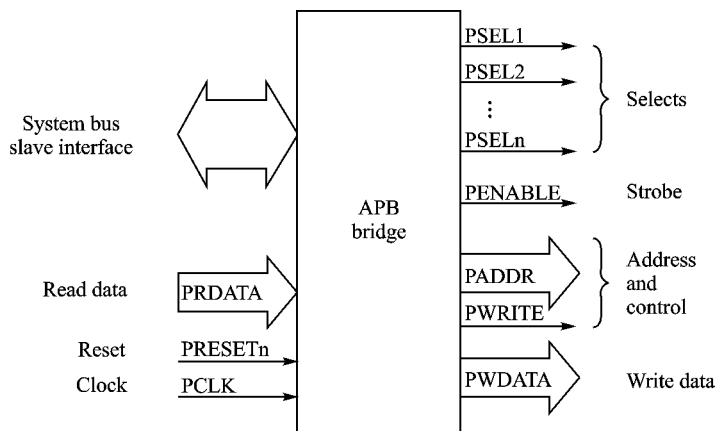 PSEL1
PSEL2
⋮
PSELn
Selects
System bus
slave interface
APB
bridge
PENABLE
Strobe
Read data
PRDATA
PADDR
PWRITE
Address
and
control
Reset
PRESETn
Clock
PCLK
PWDATA
Write data